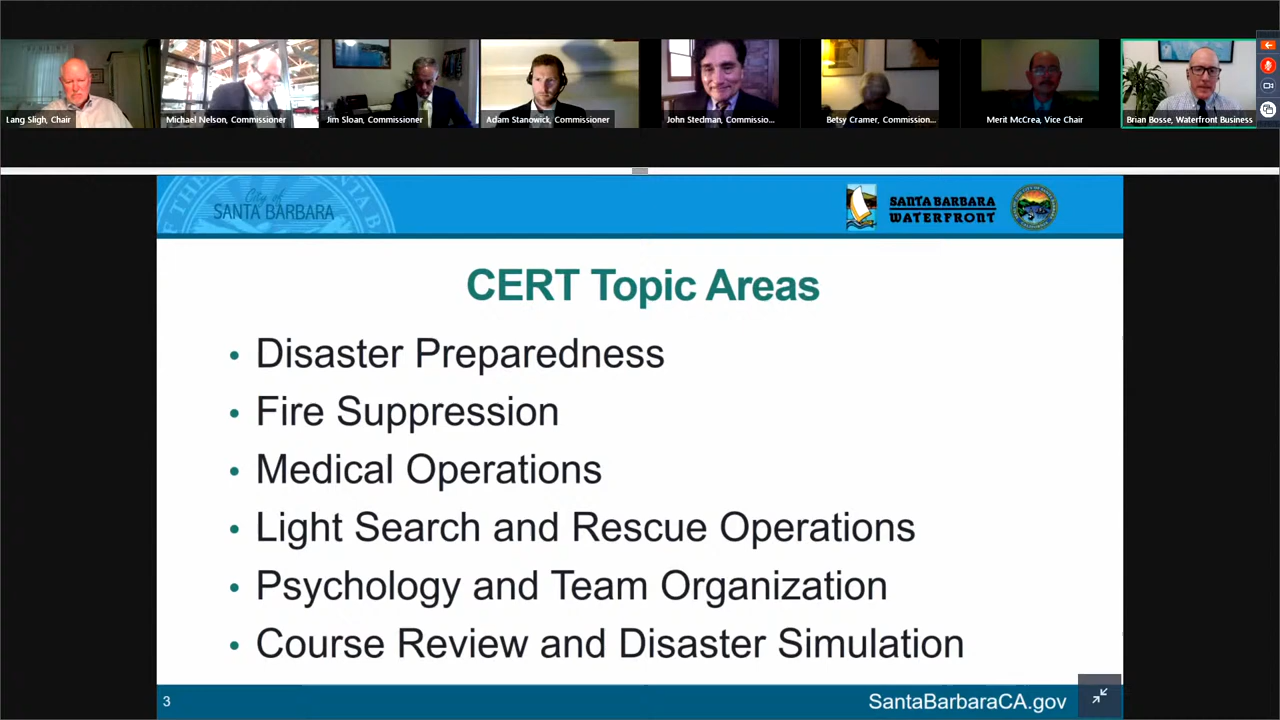 Lang Sligh, Chair
Michael Nelson, Commissioner
Jim Sloan, Commissioner
Adam Stanowick, Commissioner
John Stedman, Commissio...
Betsy Cramer, Commission...
Merit McCrea, Vice Chair
Brian Bosse, Waterfront Business
City of
SANTA BARBARA
SANTA BARBARA
WATERFRONT
CERT Topic Areas
• Disaster Preparedness
• Fire Suppression
• Medical Operations
• Light Search and Rescue Operations
• Psychology and Team Organization
• Course Review and Disaster Simulation
3
SantaBarbaraCA.gov